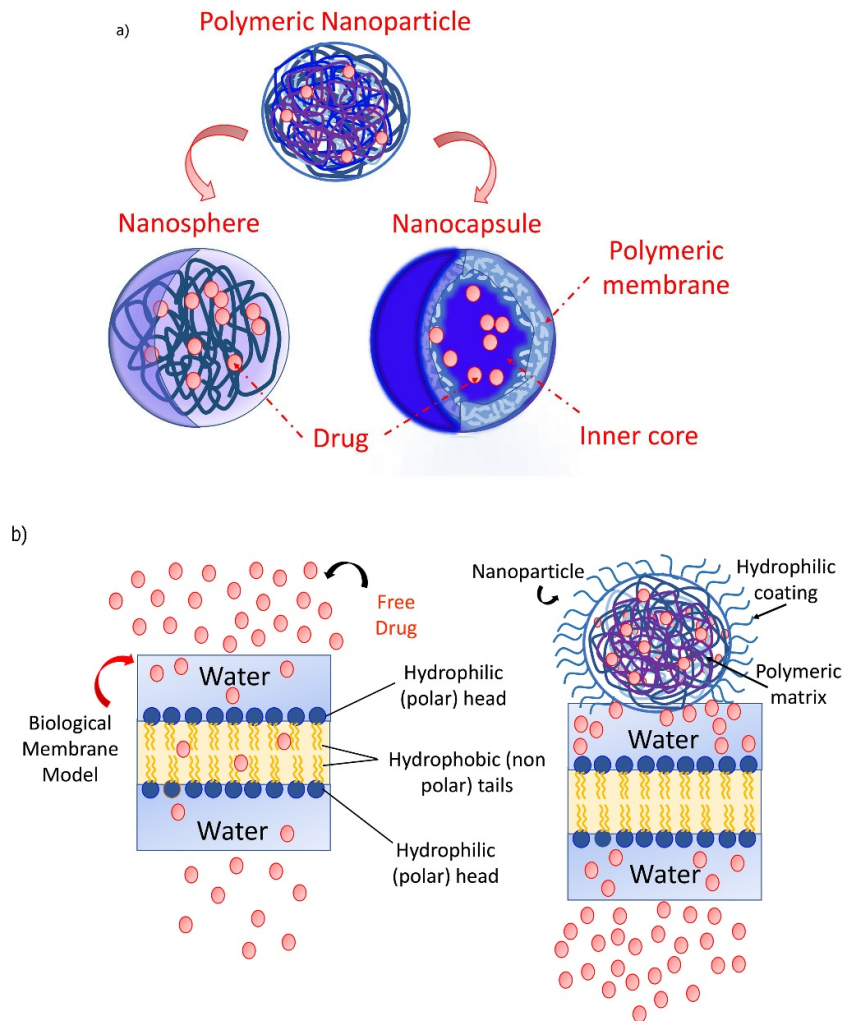 a)
Polymeric Nanoparticle
Nanosphere
Nanocapsule
Polymeric
membrane
Drug
Inner core
b)
Free
Drug
Water
Biological
Membrane
Model
Hydrophilic
(polar) head
Hydrophobic (non
polar) tails
Water
Hydrophilic
(polar) head
Nanoparticle
Hydrophilic
coating
Polymeric
matrix
Water
Water